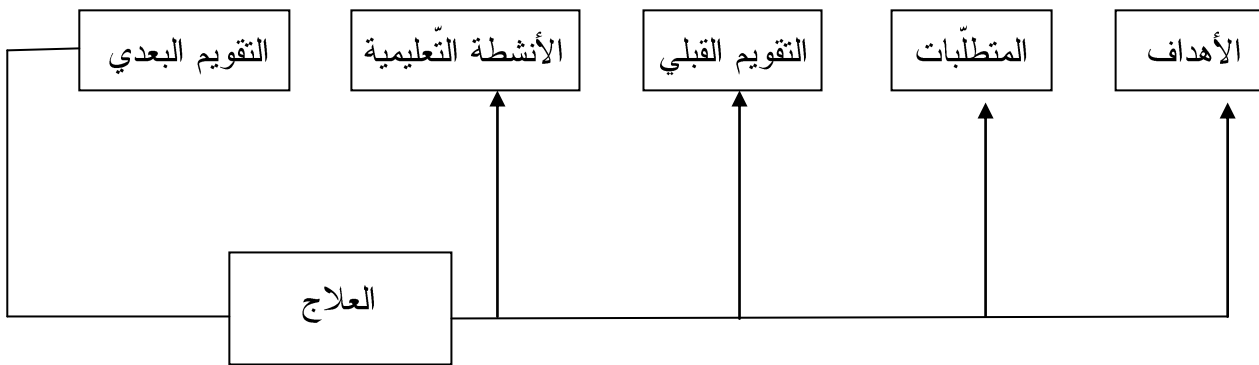 الأهداف
المتطلّبات
التقويم القبلي
الأنشطة التّعليمية
التقويم البعدي
العلاج